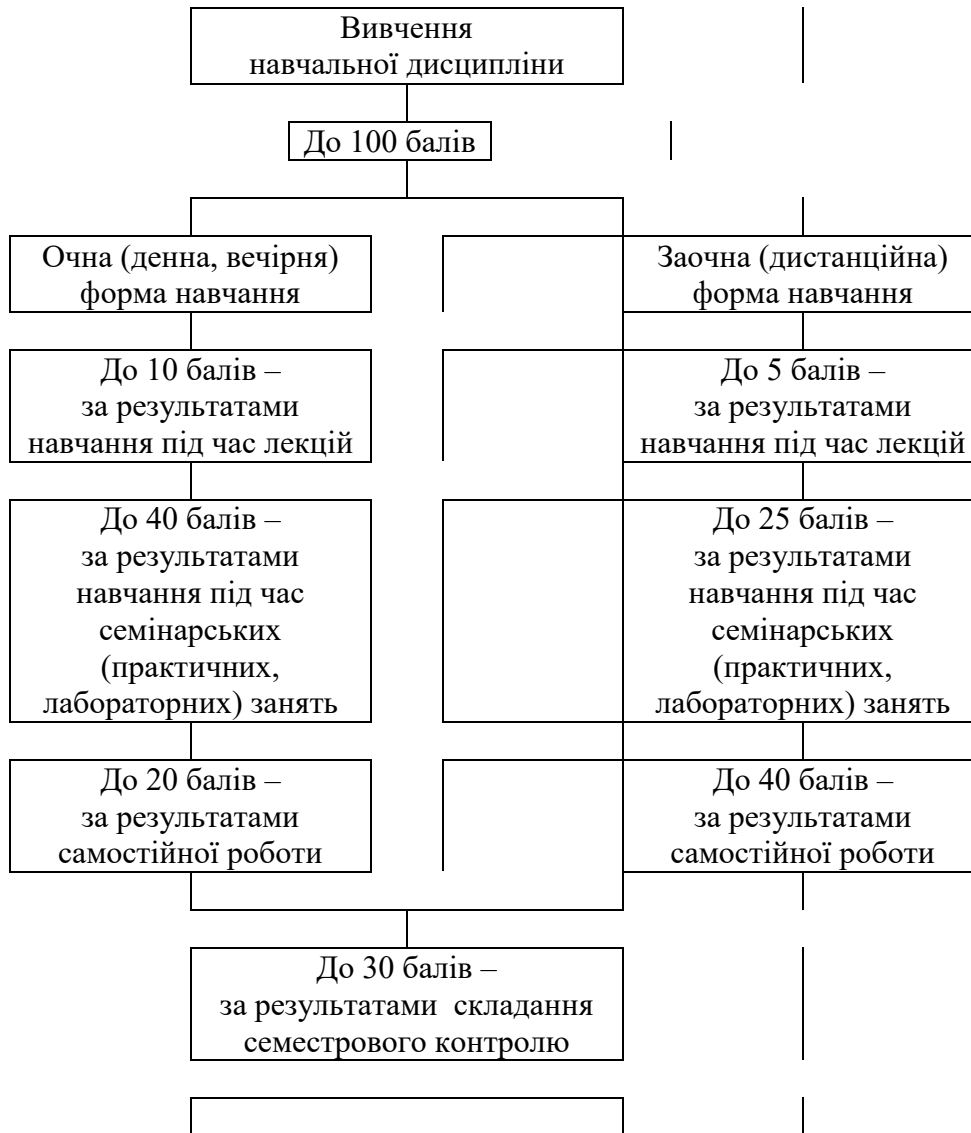 Вивчення
навчальної дисципліни
До 100 балів
Очна (денна, вечірня)
форма навчання
Заочна (дистанційна)
форма навчання
До 10 балів –
за результатами
навчання під час лекцій
До 5 балів –
за результатами
навчання під час лекцій
До 40 балів –
за результатами
навчання під час
семінарських
(практичних,
лабораторних) занять
До 25 балів –
за результатами
навчання під час
семінарських
(практичних,
лабораторних) занять
До 20 балів –
за результатами
самостійної роботи
До 40 балів –
за результатами
самостійної роботи
До 30 балів –
за результатами складання
семестрового контролю